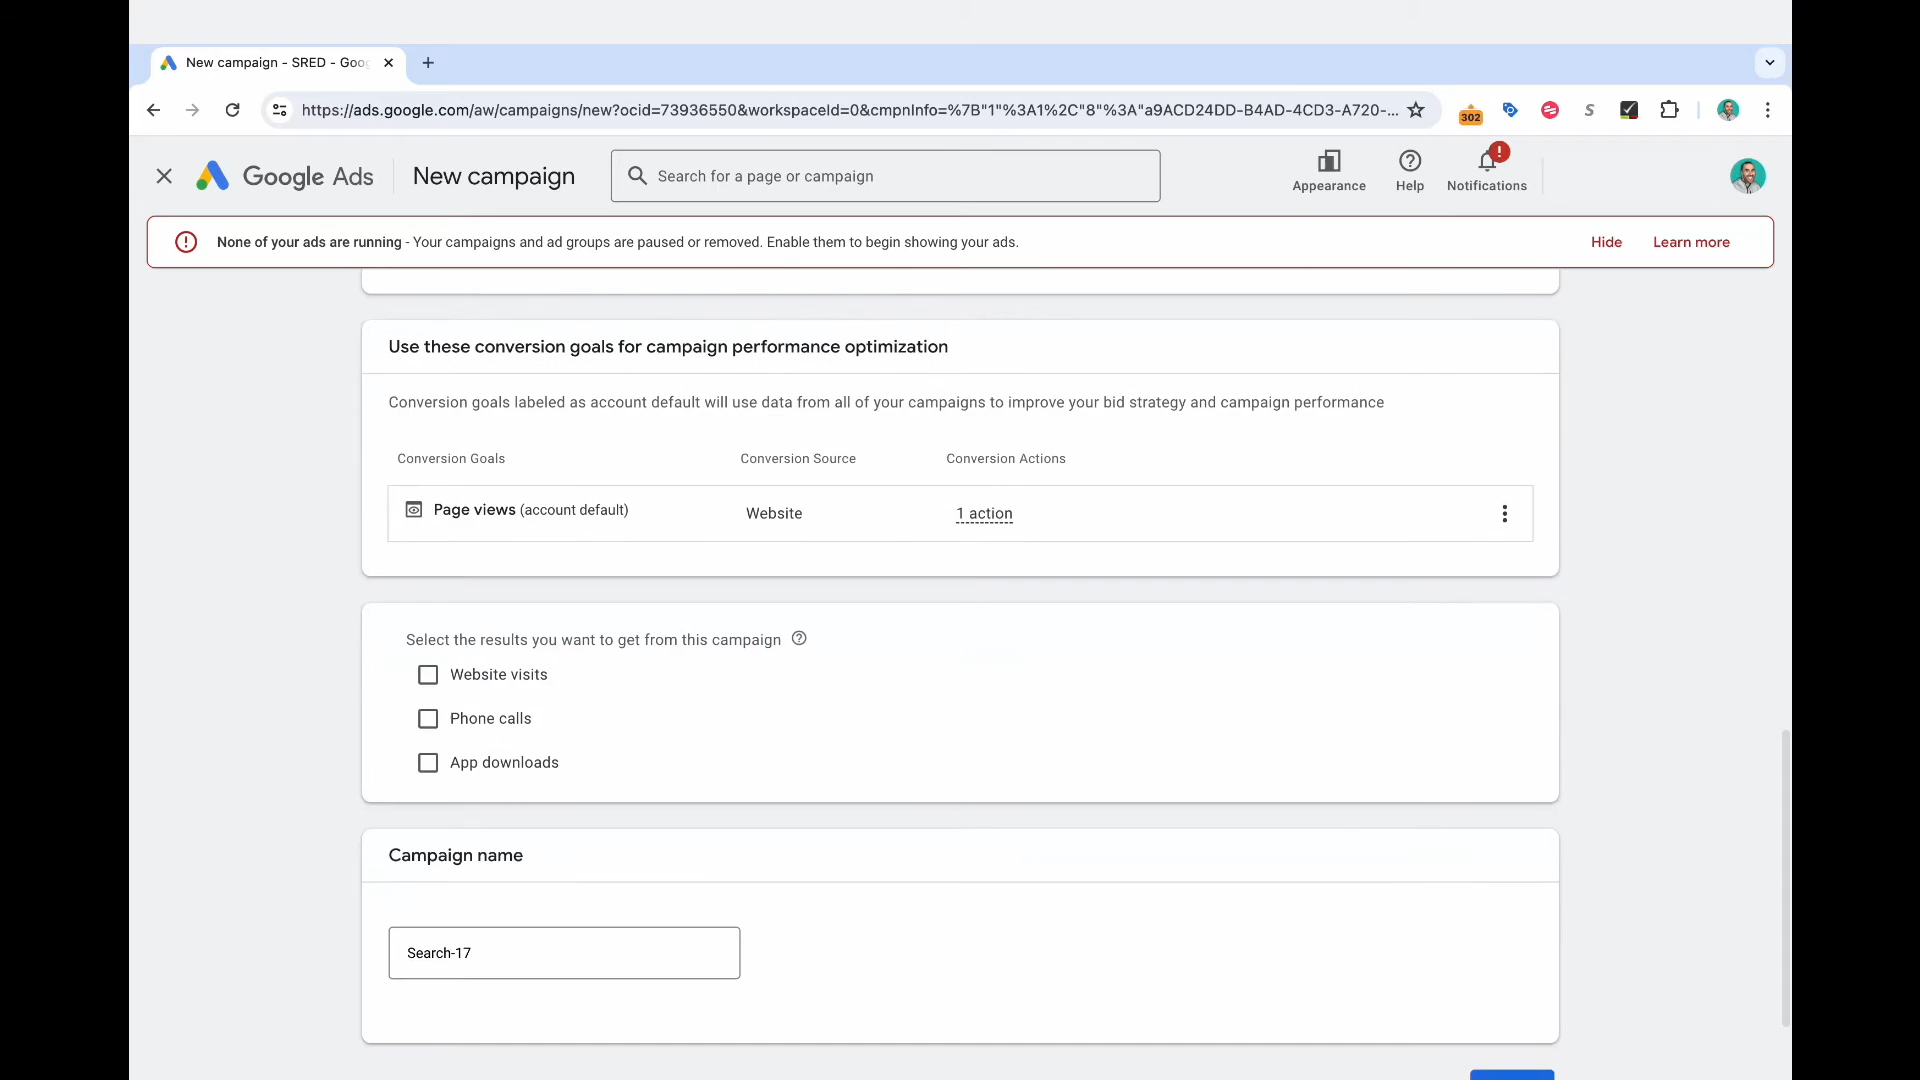 New campaign - SRED - Goo
https://ads.google.com/aw/campaigns/new?ocid=73936550&workspaceId=0&cmpnInfo=%7B"1"%3A1%2C"8"%3A"a9ACD24DD-B4AD-4CD3-A720-...
302
S
Google Ads
New campaign
Search for a page or campaign
Appearance
Help
!
Notifications
None of your ads are running - Your campaigns and ad groups are paused or removed. Enable them to begin showing your ads.
Hide
Learn more
Use these conversion goals for campaign performance optimization
Conversion goals labeled as account default will use data from all of your campaigns to improve your bid strategy and campaign performance
Conversion Goals
Conversion Source
Conversion Actions
Page views (account default)
Website
1 action
Select the results you want to get from this campaign
Website visits
Phone calls
App downloads
Campaign name
Search-17